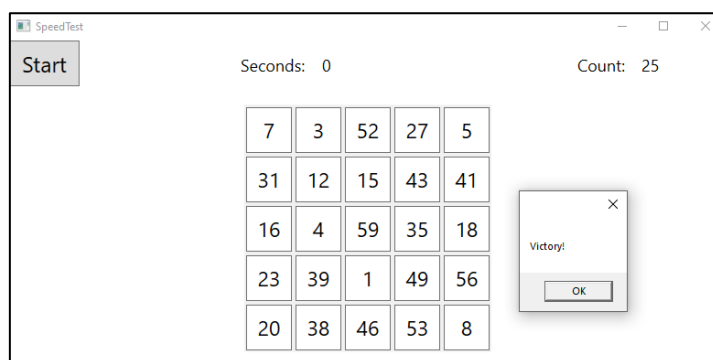 SpeedTest
Start
Seconds: 0
Count: 25
7 3 52 27 5
31 12 15 43 41
16 4 59 35 18
23 39 1 49 56
20 38 46 53 8
Victory!
OK